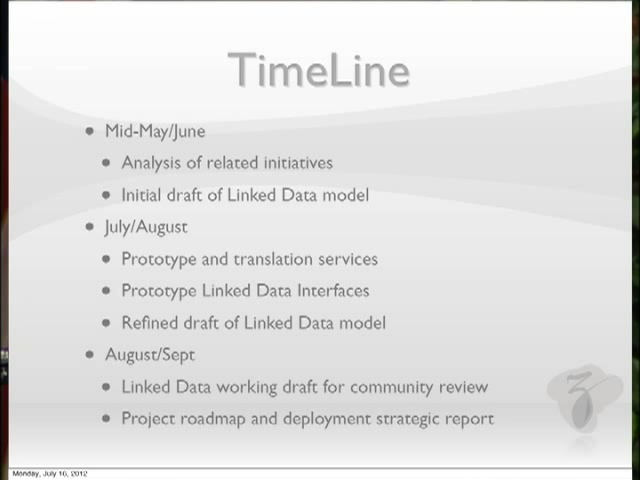 TimeLine
• Mid-May/June
• Analysis of related initiatives
• Initial draft of Linked Data model
• July/August
• Prototype and translation services
• Prototype Linked Data Interfaces
• Refined draft of Linked Data model
• August/Sept
• Linked Data working draft for community review
• Project roadmap and deployment strategic report
Monday, July 16, 2012